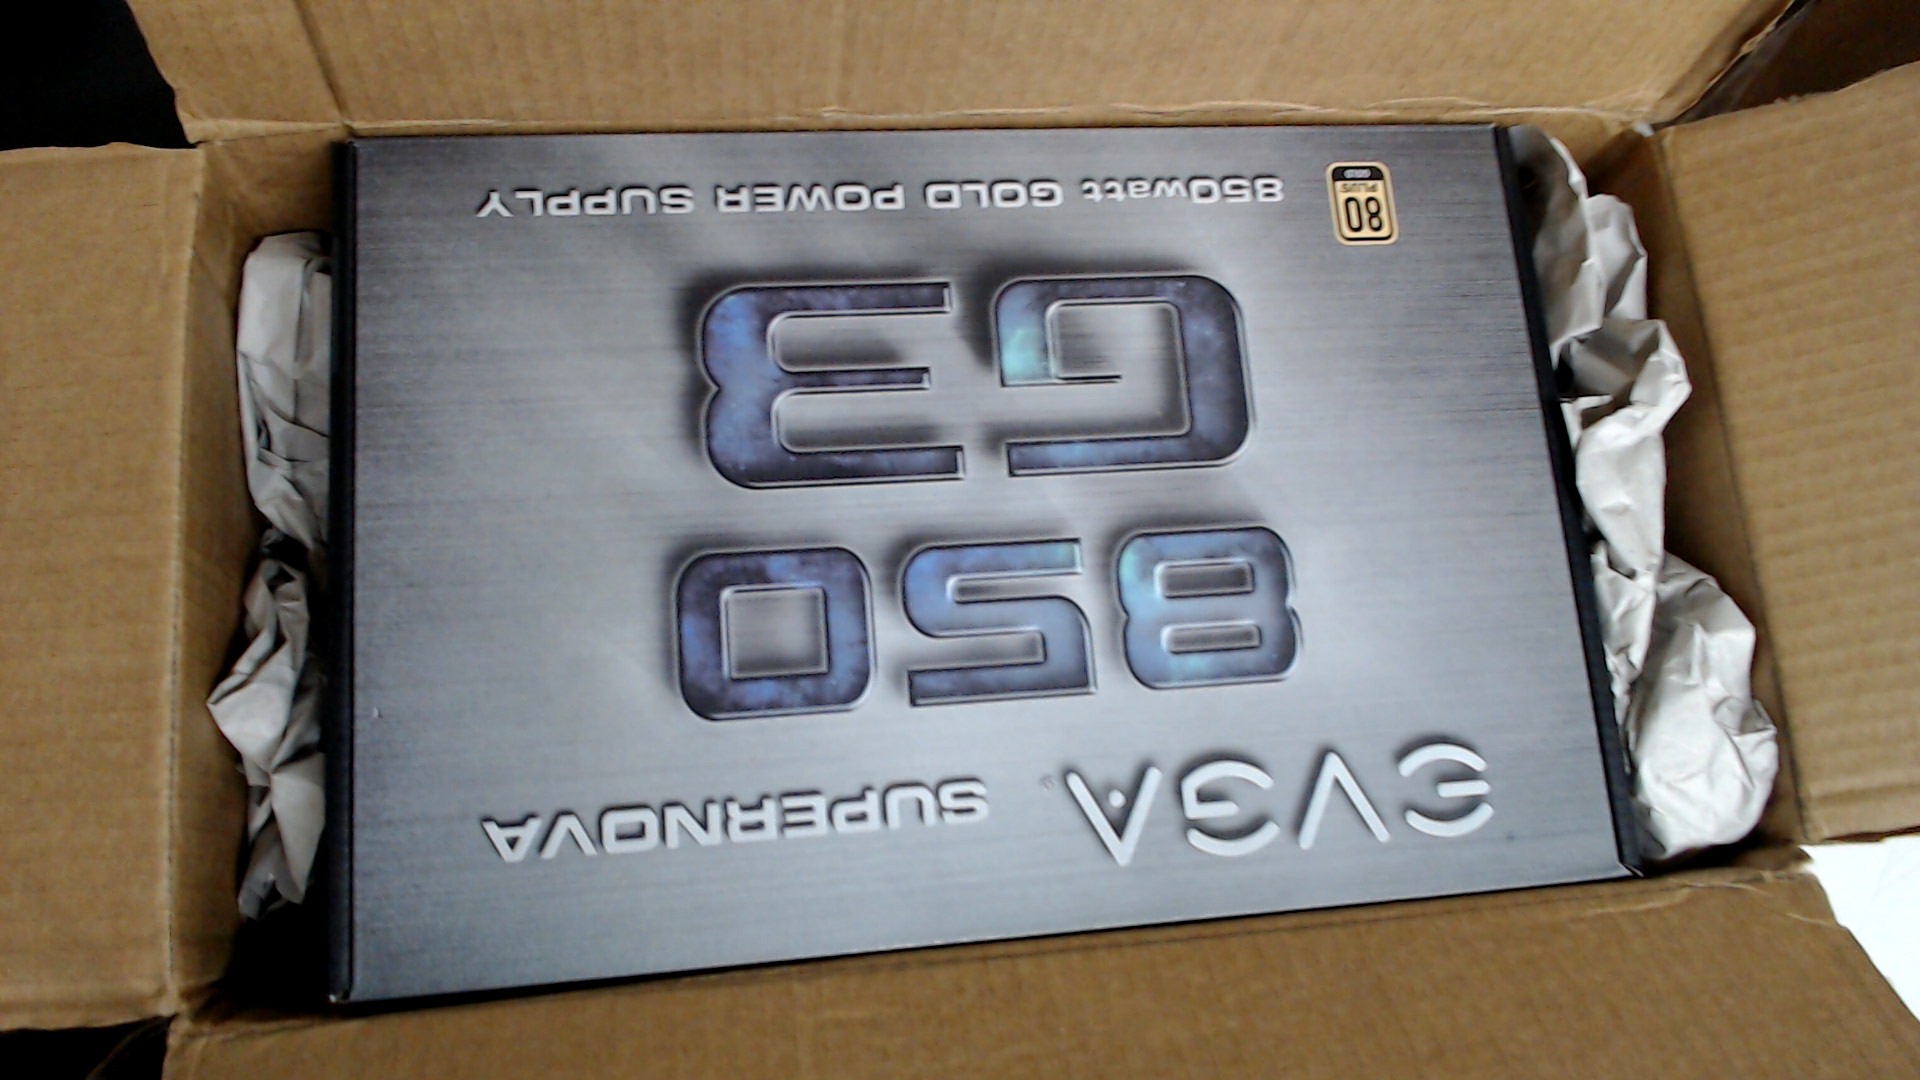 EVGA® SUPERNOVA
850
G3
80 PLUS GOLD
850watt GOLD POWER SUPPLY